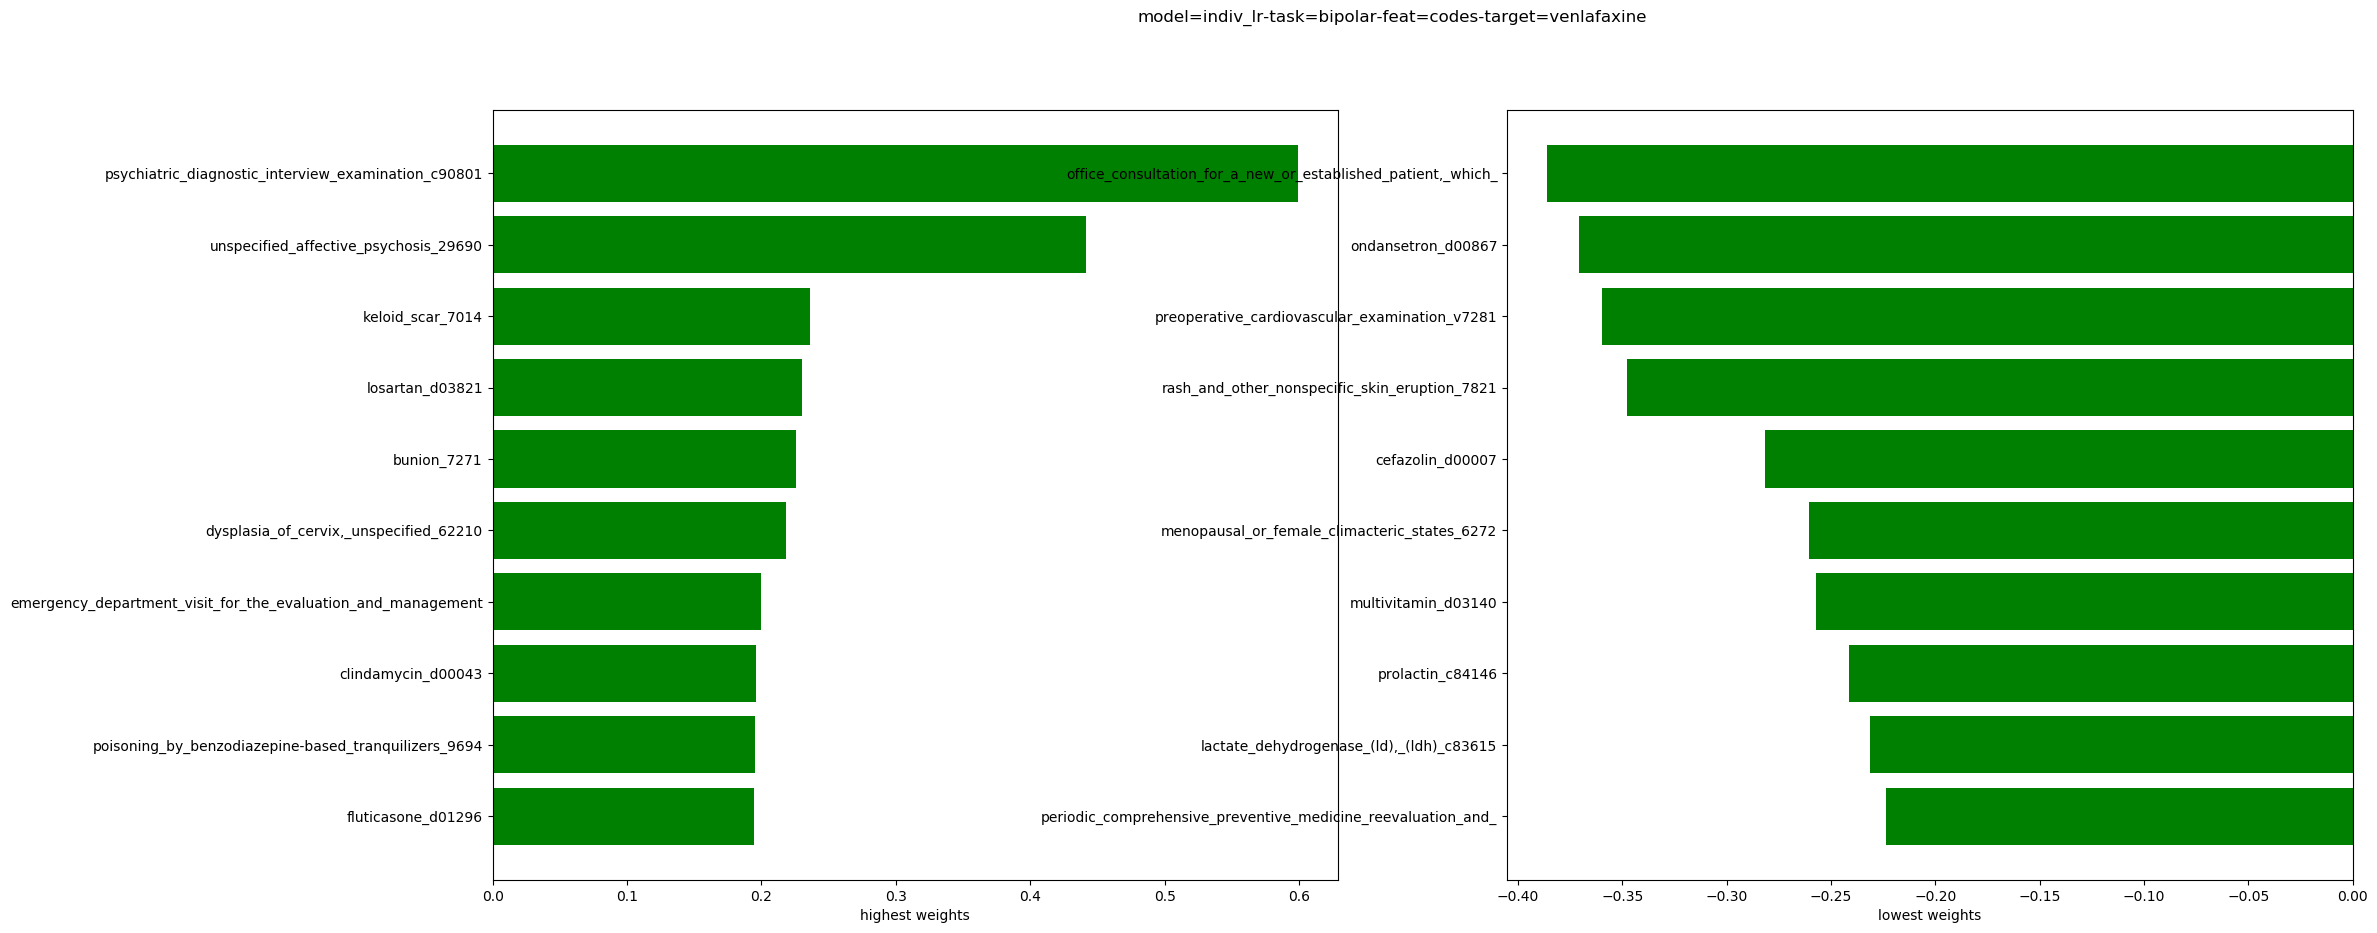 model=indiv_lr-task=bipolar-feat=codes-target=venlafaxine
psychiatric_diagnostic_interview_examination_c90801
unspecified_affective_psychosis_29690
keloid_scar_7014
losartan_d03821
bunion_7271
dysplasia_of_cervix,_unspecified_62210
emergency_department_visit_for_the_evaluation_and_management
clindamycin_d00043
poisoning_by_benzodiazepine-based_tranquilizers_9694
fluticasone_d01296
0.0 0.1 0.2 0.3 0.4 0.5 0.6
highest weights
office_consultation_for_a_new_or_established_patient,_which_
ondansetron_d00867
preoperative_cardiovascular_examination_v7281
rash_and_other_nonspecific_skin_eruption_7821
cefazolin_d00007
menopausal_or_female_climacteric_states_6272
multivitamin_d03140
prolactin_c84146
lactate_dehydrogenase_(ld),_(ldh)_c83615
periodic_comprehensive_preventive_medicine_reevaluation_and_
−0.40 −0.35 −0.30 −0.25 −0.20 −0.15 −0.10 −0.05 0.00
lowest weights